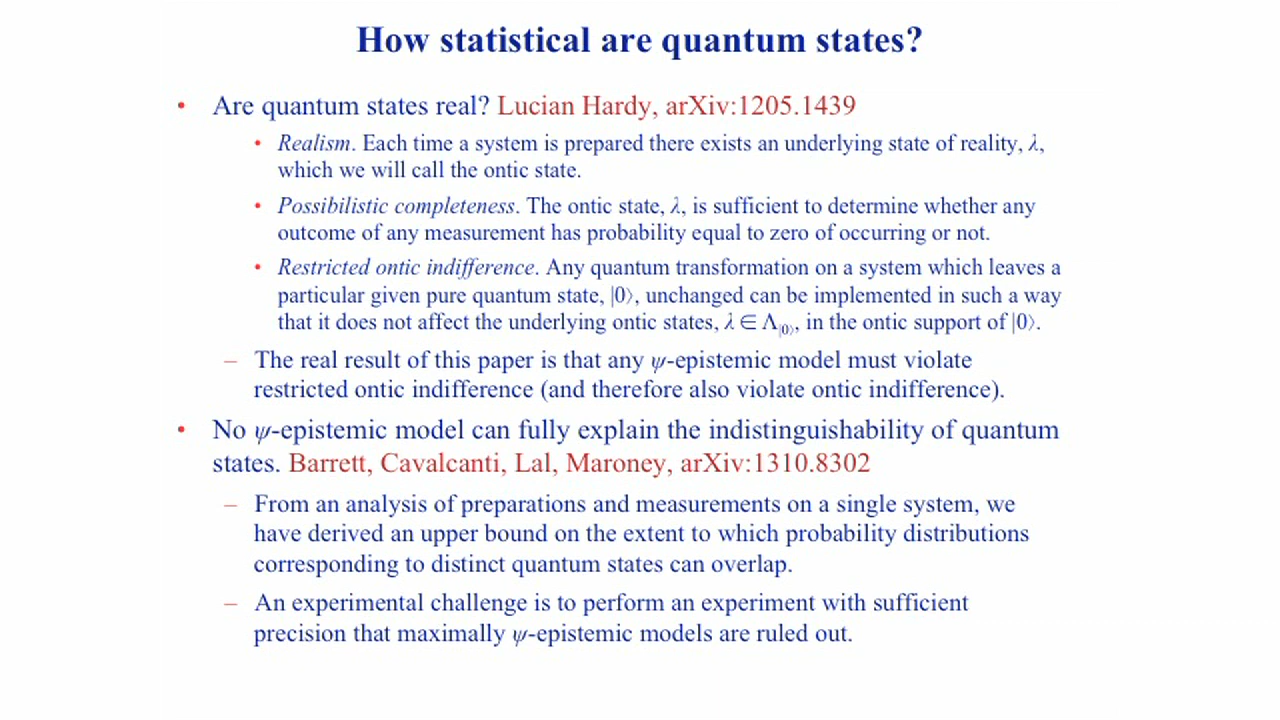 How statistical are quantum states?
• Are quantum states real? Lucian Hardy, arXiv:1205.1439
• Realism. Each time a system is prepared there exists an underlying state of reality, λ,
which we will call the ontic state.
• Possibilistic completeness. The ontic state, λ, is sufficient to determine whether any
outcome of any measurement has probability equal to zero of occurring or not.
• Restricted ontic indifference. Any quantum transformation on a system which leaves a
particular given pure quantum state, |0⟩, unchanged can be implemented in such a way
that it does not affect the underlying ontic states, λ ∈ Λ|0⟩, in the ontic support of |0⟩.
– The real result of this paper is that any ψ-epistemic model must violate
restricted ontic indifference (and therefore also violate ontic indifference).
• No ψ-epistemic model can fully explain the indistinguishability of quantum
states. Barrett, Cavalcanti, Lal, Maroney, arXiv:1310.8302
– From an analysis of preparations and measurements on a single system, we
have derived an upper bound on the extent to which probability distributions
corresponding to distinct quantum states can overlap.
– An experimental challenge is to perform an experiment with sufficient
precision that maximally ψ-epistemic models are ruled out.